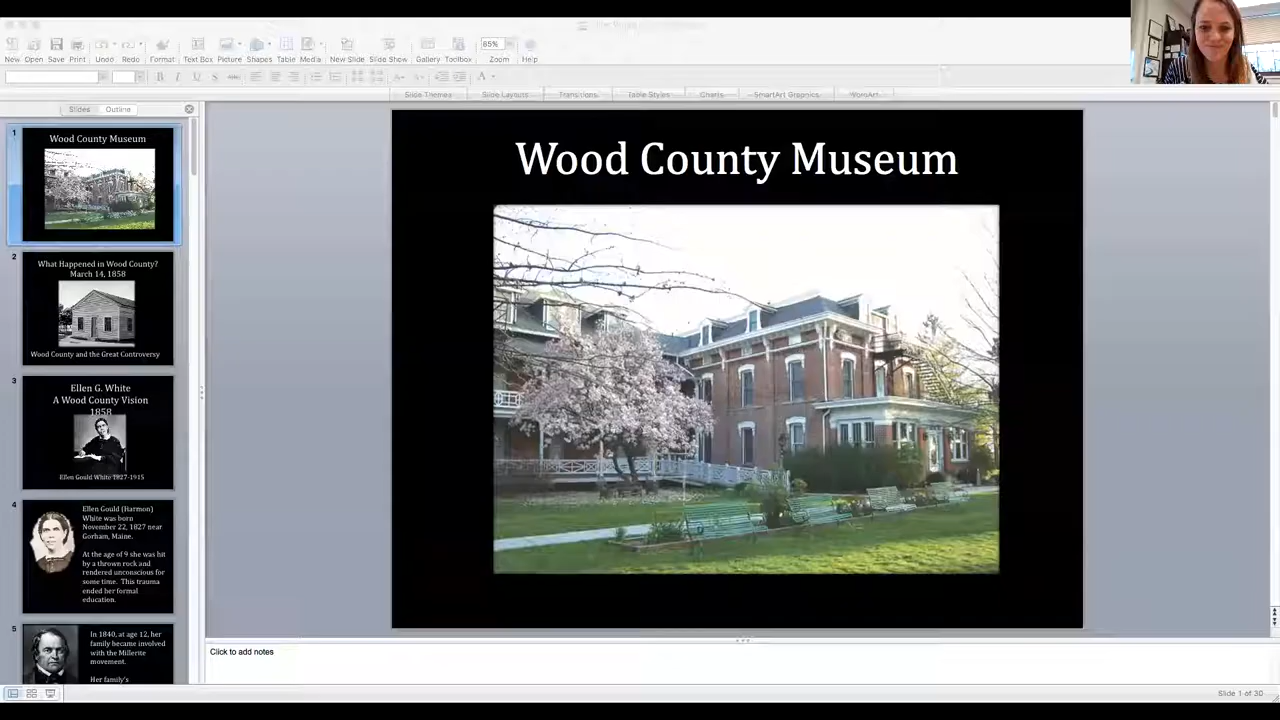 New Open Save Print Undo Redo Format Text Box Picture Shapes Table Media New Slide Slide Show Gallery Toolbox Zoom Help
85%
Slide Themes Slide Layouts Transitions Table Styles Charts SmartArt Graphics WordArt
Slides Outline
1
Wood County Museum
2
What Happened in Wood County?
March 14, 1858
Wood County and the Great Controversy
3
Ellen G. White
A Wood County Vision
1858
Ellen Gould White 1827-1915
4
Ellen Gould (Harmon)
White was born
November 22, 1827 near
Gorham, Maine.
At the age of 9 she was hit
by a thrown rock and
rendered unconscious for
some time. This trauma
ended her formal
education.
5
In 1840, at age 12, her
family became involved
with the Millerite
movement.
Her family's
Wood County Museum
Click to add notes
Slide 1 of 30